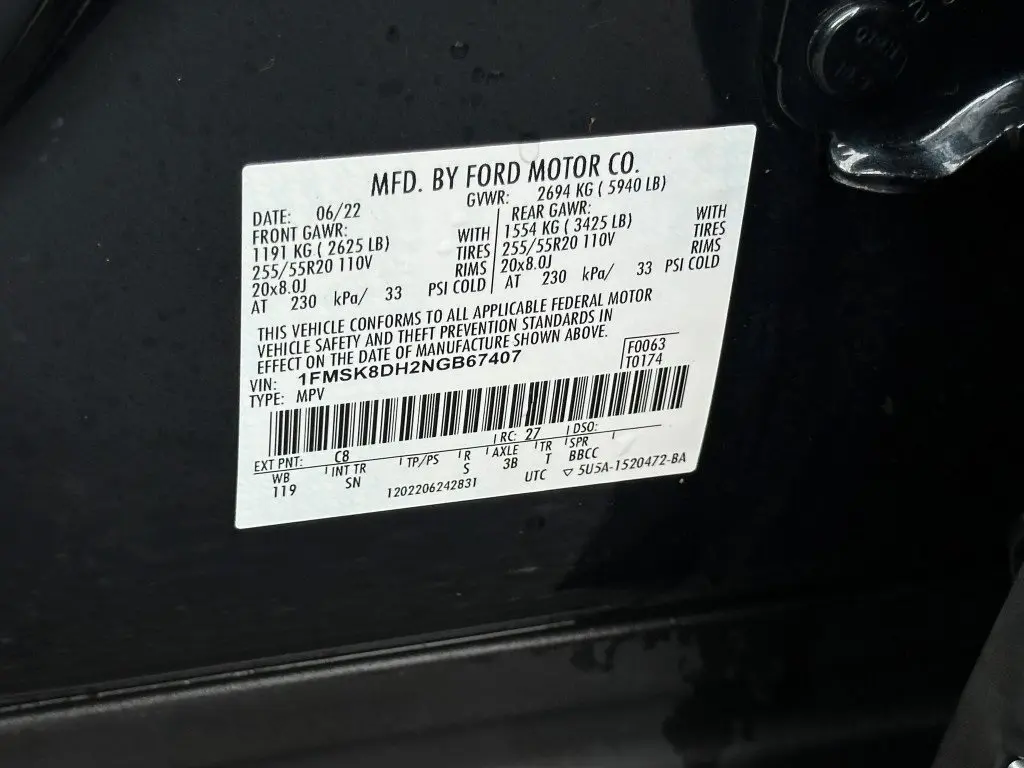 MFD. BY FORD MOTOR CO.
DATE: 06/22 GVWR: 2694 KG ( 5940 LB)
FRONT GAWR: REAR GAWR:
1191 KG ( 2625 LB) WITH 1554 KG ( 3425 LB) WITH
255/55R20 110V TIRES 255/55R20 110V TIRES
20x8.0J RIMS 20x8.0J RIMS
AT 230 kPa/ 33 PSI COLD AT 230 kPa/ 33 PSI COLD
THIS VEHICLE CONFORMS TO ALL APPLICABLE FEDERAL MOTOR
VEHICLE SAFETY AND THEFT PREVENTION STANDARDS IN
EFFECT ON THE DATE OF MANUFACTURE SHOWN ABOVE.
VIN: 1FMSK8DH2NGB67407 F0063
TYPE: MPV T0174
EXT PNT: C8 RC: 27 DSO:
WB INT TR TP/PS R AXLE TR SPR
119 SN S 3B T BBCC
1202206242831 UTC ▽ 5U5A-1520472-BA